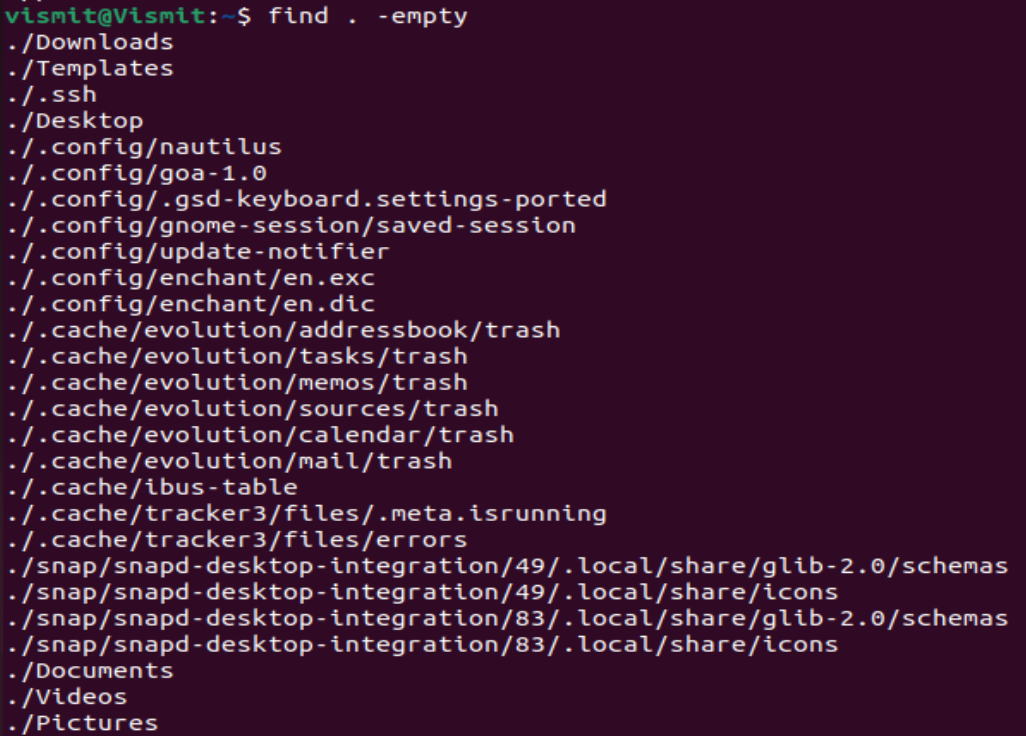 vismit@Vismit:~$ find . -empty
./Downloads
./Templates
./.ssh
./Desktop
./.config/nautilus
./.config/goa-1.0
./.config/.gsd-keyboard.settings-ported
./.config/gnome-session/saved-session
./.config/update-notifier
./.config/enchant/en.exc
./.config/enchant/en.dic
./.cache/evolution/addressbook/trash
./.cache/evolution/tasks/trash
./.cache/evolution/memos/trash
./.cache/evolution/sources/trash
./.cache/evolution/calendar/trash
./.cache/evolution/mail/trash
./.cache/ibus-table
./.cache/tracker3/files/.meta.isrunning
./.cache/tracker3/files/errors
./snap/snapd-desktop-integration/49/.local/share/glib-2.0/schemas
./snap/snapd-desktop-integration/49/.local/share/icons
./snap/snapd-desktop-integration/83/.local/share/glib-2.0/schemas
./snap/snapd-desktop-integration/83/.local/share/icons
./Documents
./Videos
./Pictures